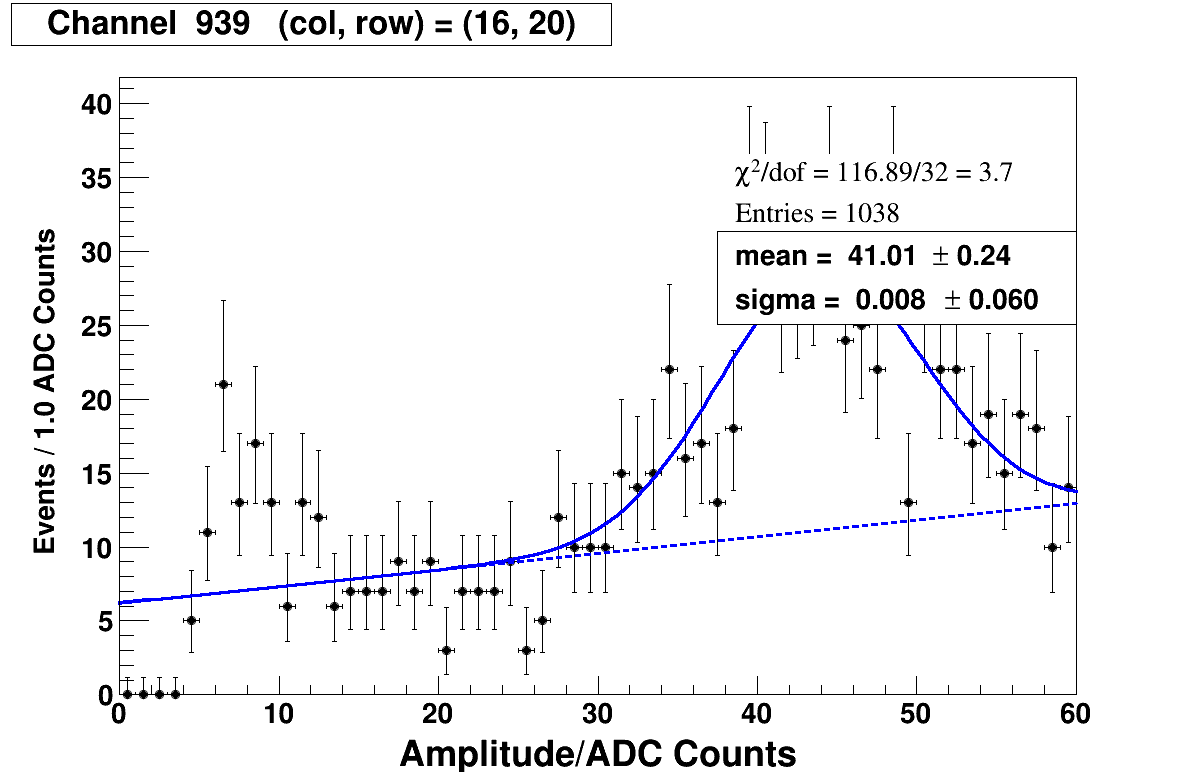 Channel 939 (col, row) = (16, 20)
40
35
30
25
20
15
10
5
0
Events / 1.0 ADC Counts
χ²/dof = 116.89/32 = 3.7
Entries = 1038
mean = 41.01 ± 0.24
sigma = 0.008 ± 0.060
0 10 20 30 40 50 60
Amplitude/ADC Counts